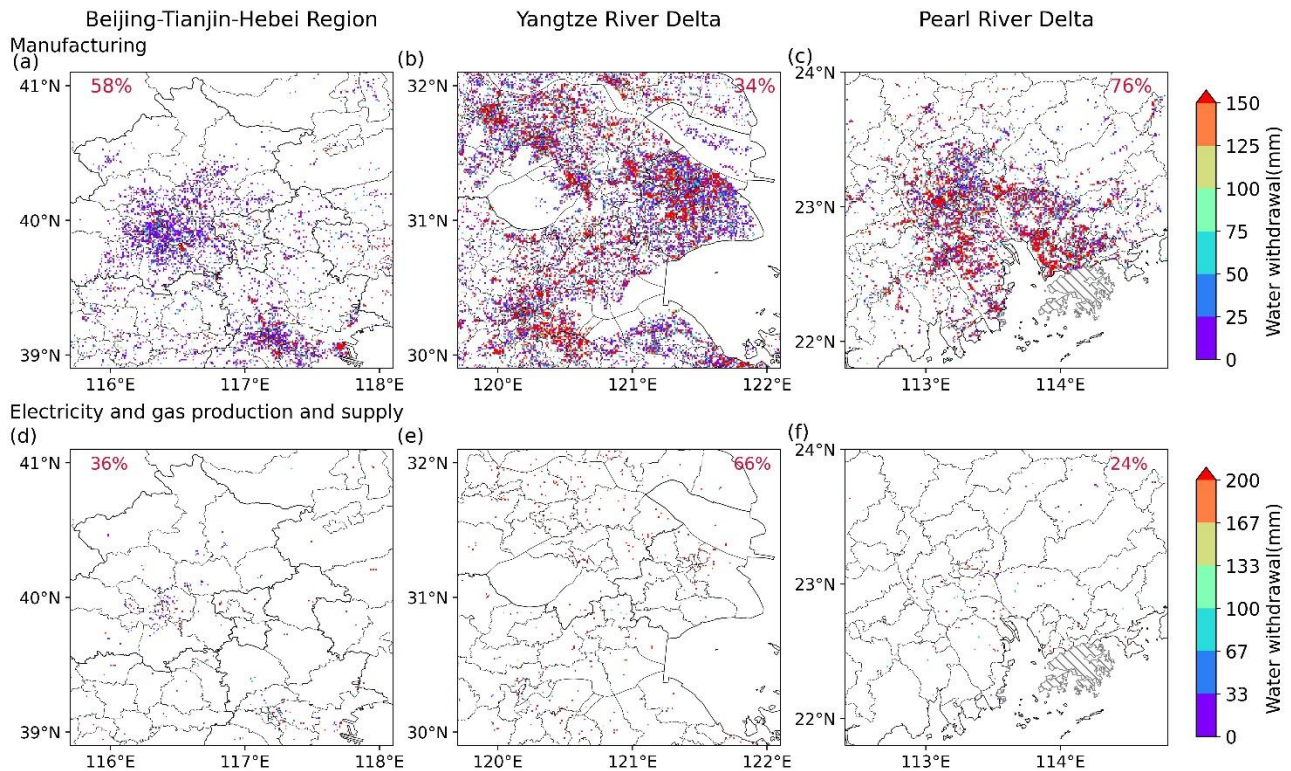 Beijing-Tianjin-Hebei Region
Yangtze River Delta
Pearl River Delta
Manufacturing
(a)
(b)
(c)
58%
34%
76%
41°N
40°N
39°N
116°E
117°E
118°E
32°N
31°N
30°N
120°E
121°E
122°E
24°N
23°N
22°N
113°E
114°E
150
125
100
75
50
25
0
Water withdrawal(mm)
Electricity and gas production and supply
(d)
(e)
(f)
36%
66%
24%
41°N
40°N
39°N
116°E
117°E
118°E
32°N
31°N
30°N
120°E
121°E
122°E
24°N
23°N
22°N
113°E
114°E
200
167
133
100
67
33
0
Water withdrawal(mm)